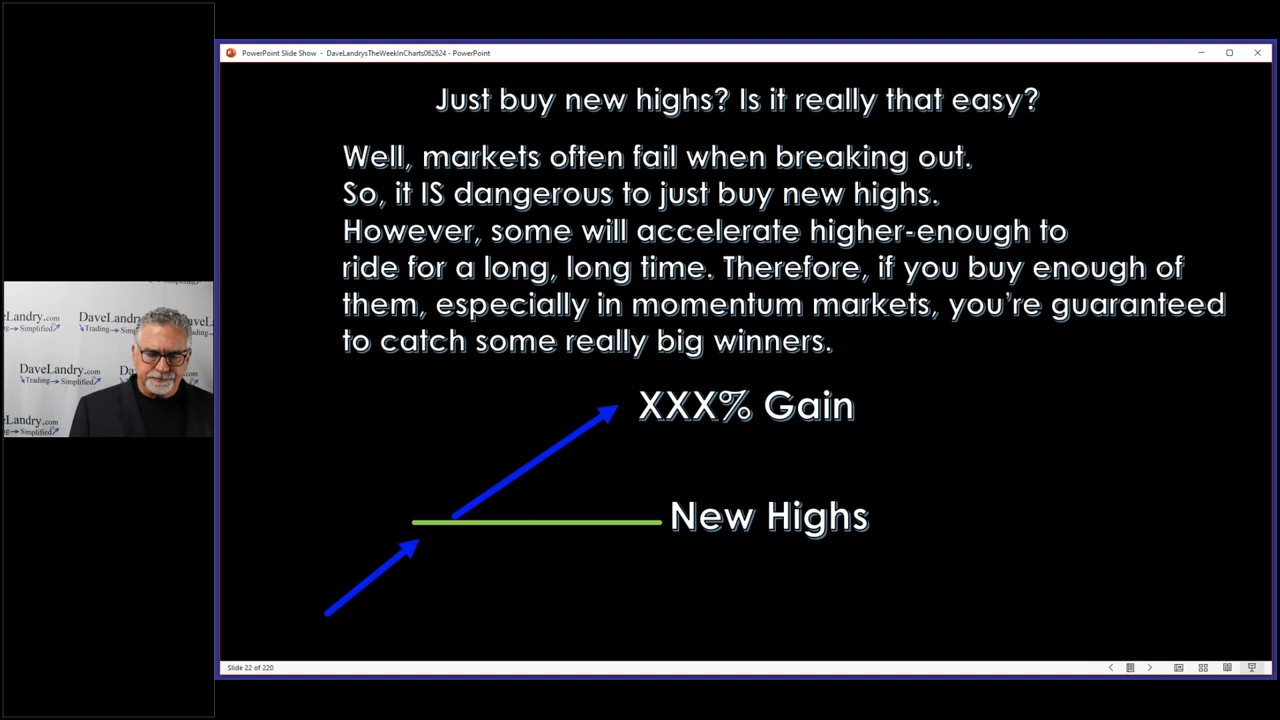 PowerPoint Slide Show - DaveLandrysTheWeekInCharts062624 - PowerPoint
Just buy new highs? Is it really that easy?
Well, markets often fail when breaking out.
So, it IS dangerous to just buy new highs.
However, some will accelerate higher-enough to
ride for a long, long time. Therefore, if you buy enough of
them, especially in momentum markets, you're guaranteed
to catch some really big winners.
XXX% Gain
New Highs
DaveLandry.com
Trading → Simplified
Slide 22 of 220